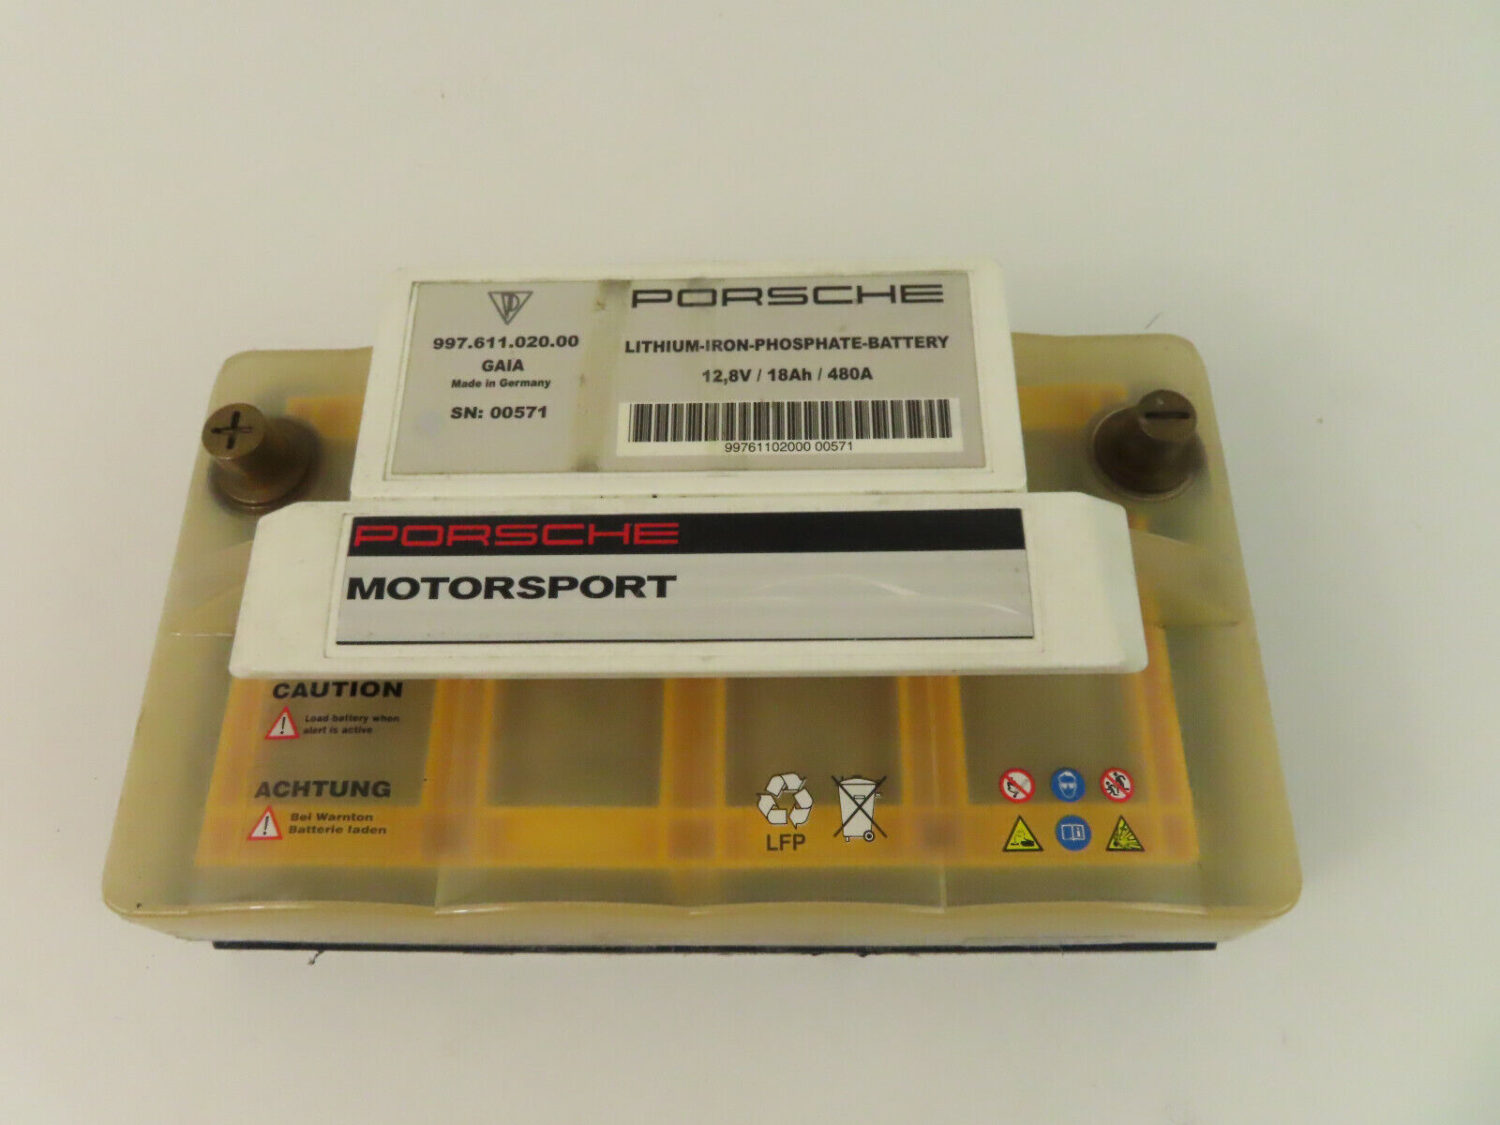 997.611.020.00
GAIA
Made in Germany
SN: 00571
PORSCHE
LITHIUM-IRON-PHOSPHATE-BATTERY
12,8V / 18Ah / 480A
99761102000 00571
PORSCHE
MOTORSPORT
CAUTION
Load battery when
alert is active
ACHTUNG
Bei Warnton
Batterie laden
LFP